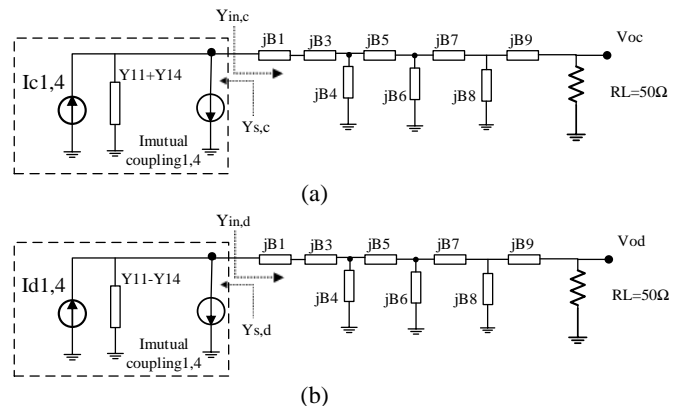 Yin,c
jB1 jB3 jB5 jB7 jB9 Voc
Ic1,4 Y11+Y14
jB4 jB6 jB8 RL=50Ω
Imutual
coupling1,4
Ys,c
(a)
Yin,d
jB1 jB3 jB5 jB7 jB9 Vod
Id1,4 Y11-Y14
jB4 jB6 jB8 RL=50Ω
Imutual
coupling1,4
Ys,d
(b)